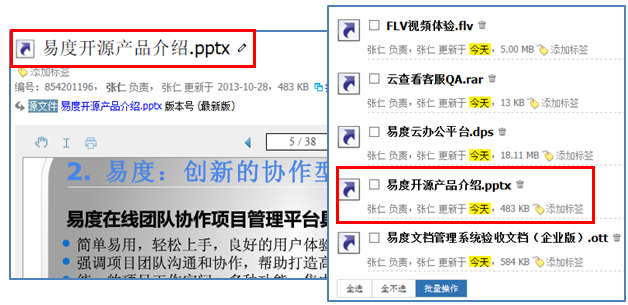 易度开源产品介绍.pptx
添加标签
编号：854201196，张仁 负责，张仁 更新于 2013-10-28，483 KB
源文件 易度开源产品介绍.pptx 版本号 (最新版)
5 / 38
2. 易度：创新的协作型
易度在线团队协作项目管理平台具
简单易用，轻松上手，良好的用户体验
强调项目团队沟通和协作，帮助打造高
FLV视频体验.flv
张仁 负责，张仁 更新于 今天，5.00 MB 添加标签
云查看客服QA.rar
张仁 负责，张仁 更新于 今天，13 KB 添加标签
易度云办公平台.dps
张仁 负责，张仁 更新于 今天，18.11 MB 添加标签
易度开源产品介绍.pptx
张仁 负责，张仁 更新于 今天，483 KB 添加标签
易度文档管理系统验收文档（企业版）.ott
张仁 负责，张仁 更新于 今天，584 KB 添加标签
全选 全不选 批量操作